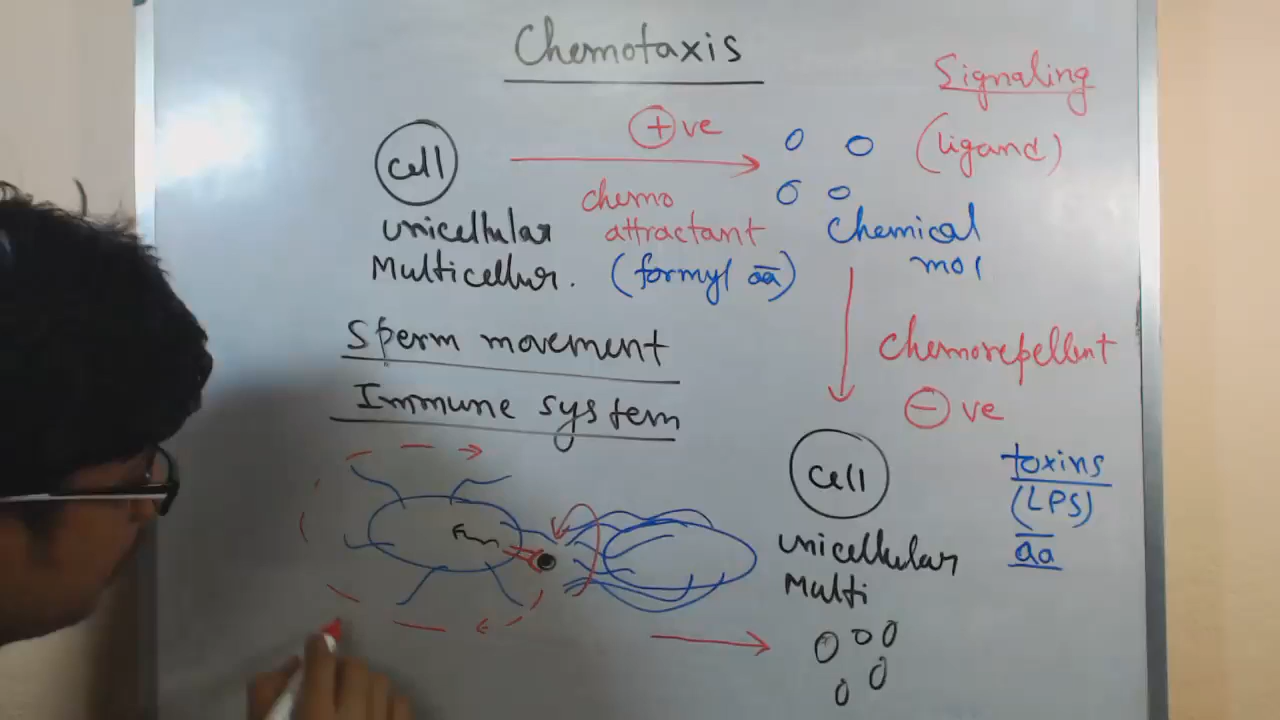 Chemotaxis
Signaling
(ligand)
+ve
cell
chemo
attractant
(formyl aa)
unicellular
Multicellur.
Chemical
mol
Sperm movement
Immune system
chemorepellent
- ve
cell
unicellular
Multi
toxins
(LPS)
aa